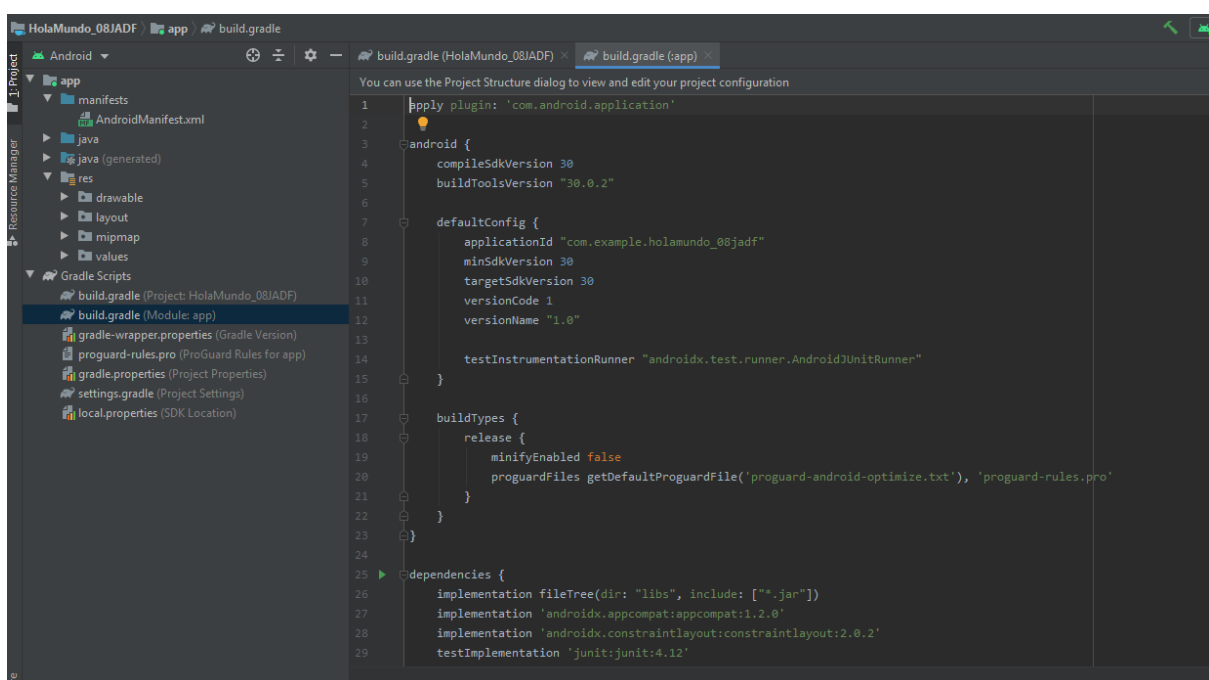 HolaMundo_08JADF app build.gradle
Android
build.gradle (HolaMundo_08JADF) build.gradle (:app)
1: Project
Resource Manager
app
manifests
AndroidManifest.xml
java
java (generated)
res
drawable
layout
mipmap
values
Gradle Scripts
build.gradle (Project: HolaMundo_08JADF)
build.gradle (Module: app)
gradle-wrapper.properties (Gradle Version)
proguard-rules.pro (ProGuard Rules for app)
gradle.properties (Project Properties)
settings.gradle (Project Settings)
local.properties (SDK Location)
You can use the Project Structure dialog to view and edit your project configuration
1 apply plugin: 'com.android.application'
2
3 android {
4 compileSdkVersion 30
5 buildToolsVersion "30.0.2"
6
7 defaultConfig {
8 applicationId "com.example.holamundo_08jadf"
9 minSdkVersion 30
10 targetSdkVersion 30
11 versionCode 1
12 versionName "1.0"
13
14 testInstrumentationRunner "androidx.test.runner.AndroidJUnitRunner"
15 }
16
17 buildTypes {
18 release {
19 minifyEnabled false
20 proguardFiles getDefaultProguardFile('proguard-android-optimize.txt'), 'proguard-rules.pro'
21 }
22 }
23 }
24
25 dependencies {
26 implementation fileTree(dir: "libs", include: ["*.jar"])
27 implementation 'androidx.appcompat:appcompat:1.2.0'
28 implementation 'androidx.constraintlayout:constraintlayout:2.0.2'
29 testImplementation 'junit:junit:4.12'